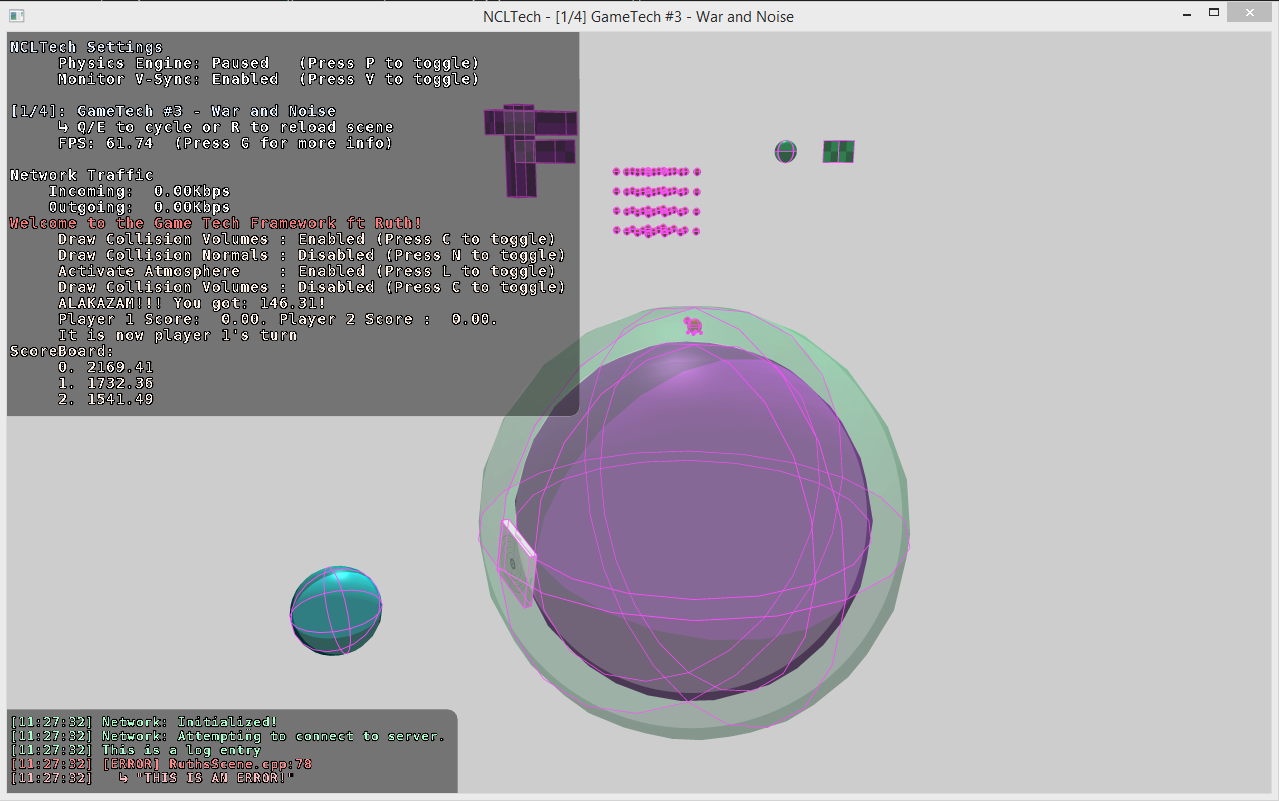 NCLTech - [1/4] GameTech #3 - War and Noise
NCLTech Settings
Physics Engine: Paused (Press P to toggle)
Monitor V-Sync: Enabled (Press V to toggle)
[1/4]: GameTech #3 - War and Noise
↳ Q/E to cycle or R to reload scene
FPS: 61.74 (Press G for more info)
Network Traffic
Incoming: 0.00Kbps
Outgoing: 0.00Kbps
Welcome to the Game Tech Framework ft Ruth!
Draw Collision Volumes : Enabled (Press C to toggle)
Draw Collision Normals : Disabled (Press N to toggle)
Activate Atmosphere : Enabled (Press L to toggle)
Draw Collision Volumes : Disabled (Press C to toggle)
ALAKAZAM!!! You got: 146.31!
Player 1 Score: 0.00. Player 2 Score : 0.00.
It is now player 1's turn
ScoreBoard:
0. 2169.41
1. 1732.36
2. 1541.49
[11:27:32] Network: Initialized!
[11:27:32] Network: Attempting to connect to server.
[11:27:32] This is a log entry
[11:27:32] [ERROR] RuthsScene.cpp:78
[11:27:32] ↳ "THIS IS AN ERROR!"